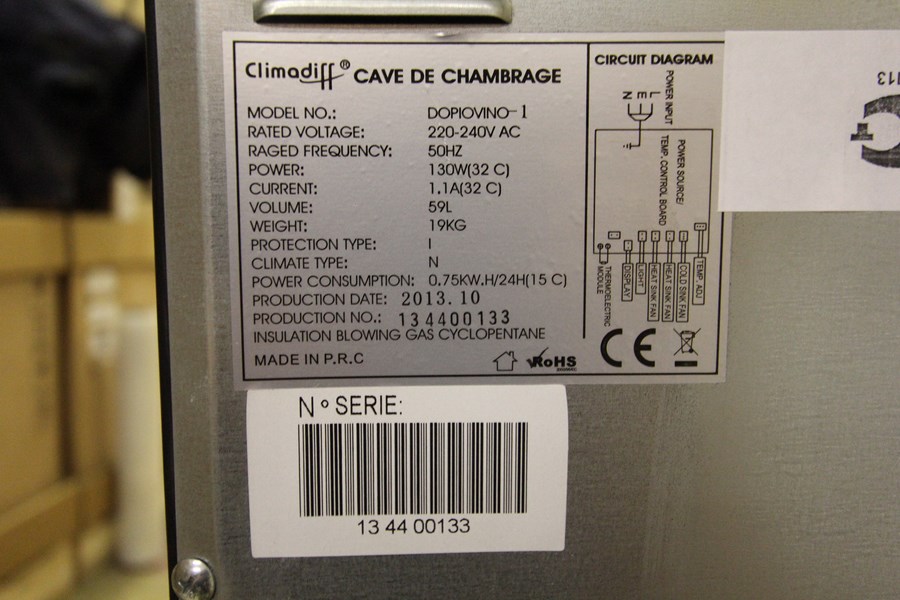 Climadiff® CAVE DE CHAMBRAGE
MODEL NO.: DOPIOVINO-1
RATED VOLTAGE: 220-240V AC
RAGED FREQUENCY: 50HZ
POWER: 130W(32 C)
CURRENT: 1.1A(32 C)
VOLUME: 59L
WEIGHT: 19KG
PROTECTION TYPE: I
CLIMATE TYPE: N
POWER CONSUMPTION: 0.75KW.H/24H(15 C)
PRODUCTION DATE: 2013.10
PRODUCTION NO.: 134400133
INSULATION BLOWING GAS CYCLOPENTANE
MADE IN P.R.C
RoHS
CIRCUIT DIAGRAM
POWER INPUT
L
E
N
POWER SOURCE/
TEMP. CONTROL BOARD
TEMP. ADJ
COLD SINK FAN
HEAT SINK FAN
HEAT SINK FAN
LIGHT
DISPLAY
THERMOELECTRIC
MODULE
CE
N° SERIE:
13 44 00133